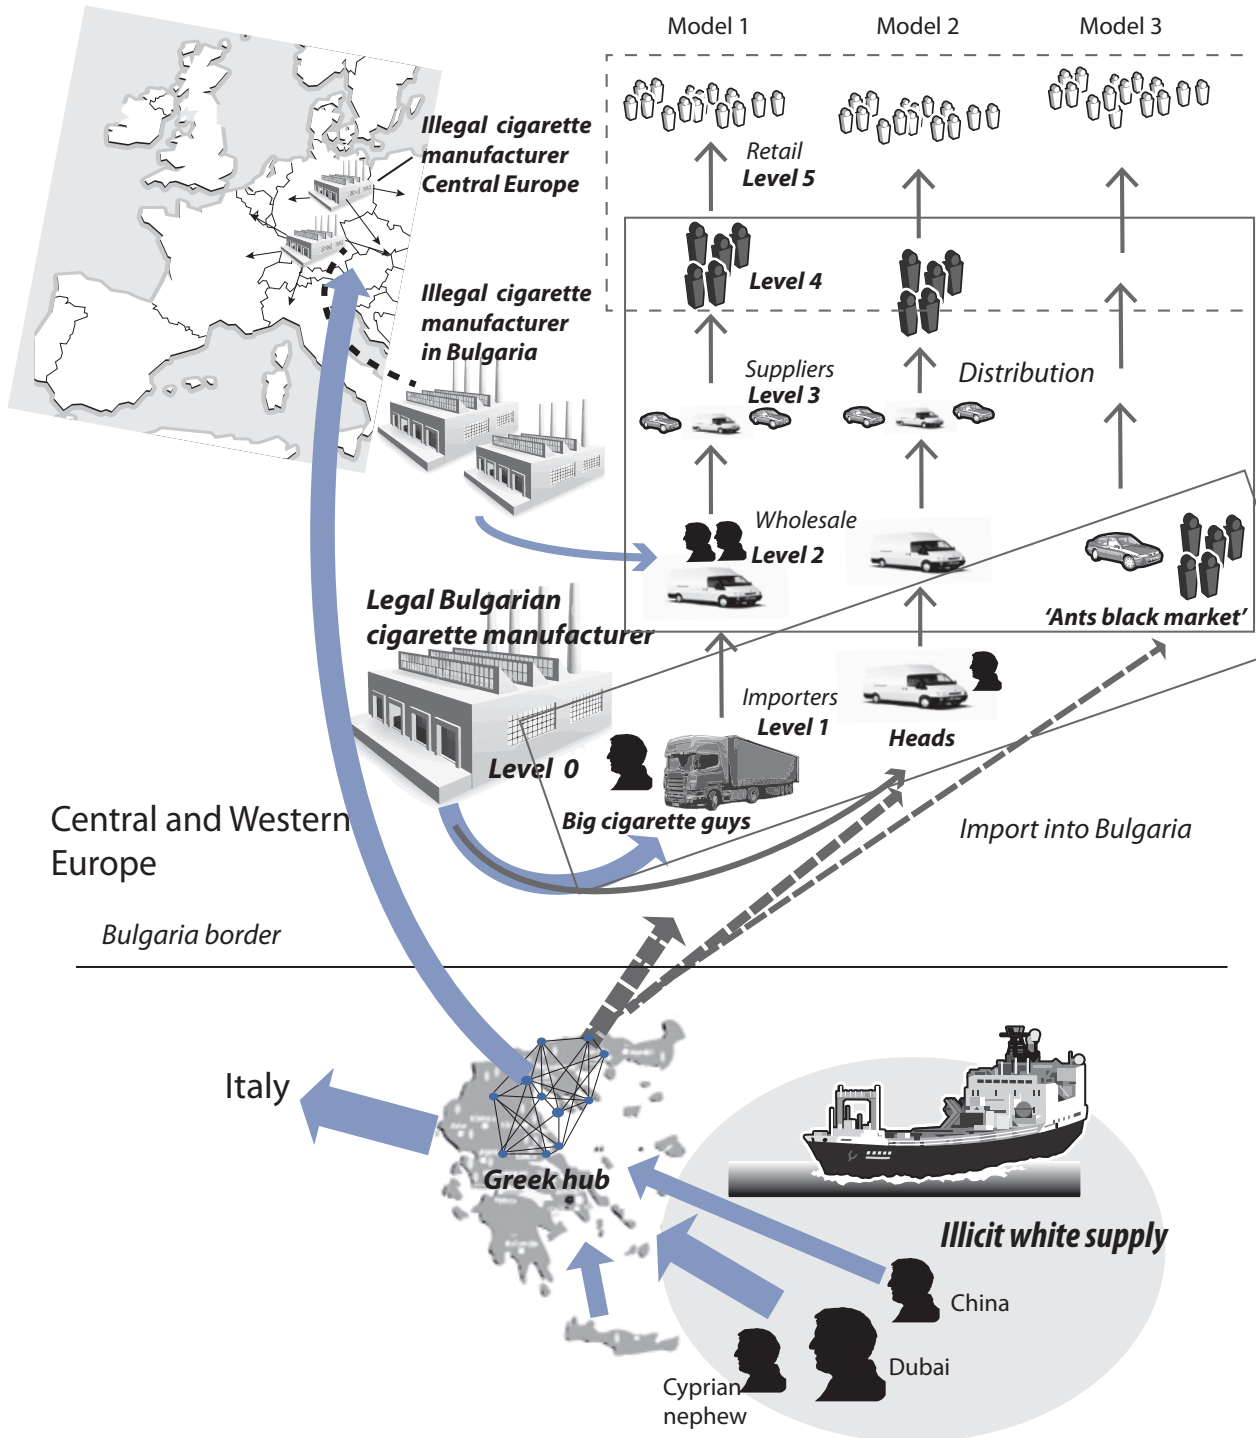 Model 1
Model 2
Model 3
Illegal cigarette
manufacturer
Central Europe
Retail
Level 5
Level 4
Illegal cigarette
manufacturer
in Bulgaria
Suppliers
Level 3
Distribution
Wholesale
Level 2
Legal Bulgarian
cigarette manufacturer
'Ants black market'
Importers
Level 1
Heads
Level 0
Big cigarette guys
Central and Western
Europe
Import into Bulgaria
Bulgaria border
Italy
Greek hub
Illicit white supply
China
Dubai
Cyprian
nephew